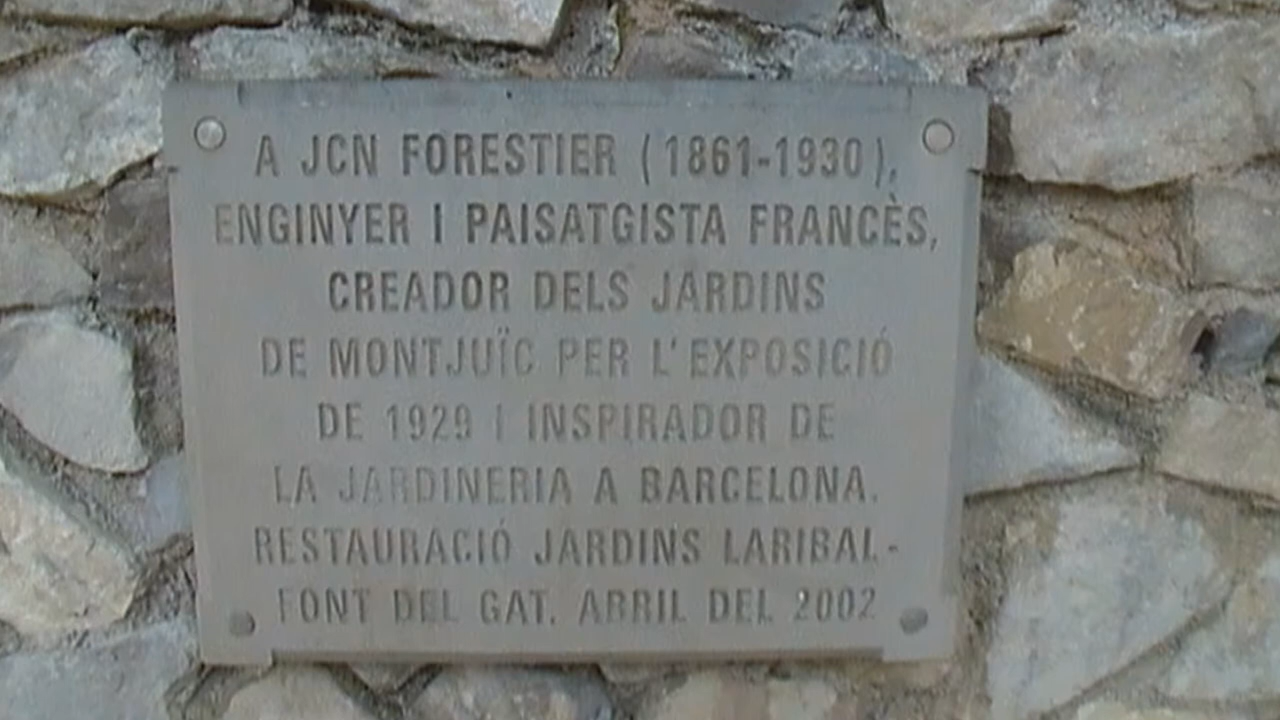 A JCN FORESTIER (1861-1930),
ENGINYER I PAISATGISTA FRANCÈS,
CREADOR DELS JARDINS
DE MONTJUÏC PER L'EXPOSICIÓ
DE 1929 I INSPIRADOR DE
LA JARDINERIA A BARCELONA.
RESTAURACIÓ JARDINS LARIBAL-
FONT DEL GAT. ABRIL DEL 2002